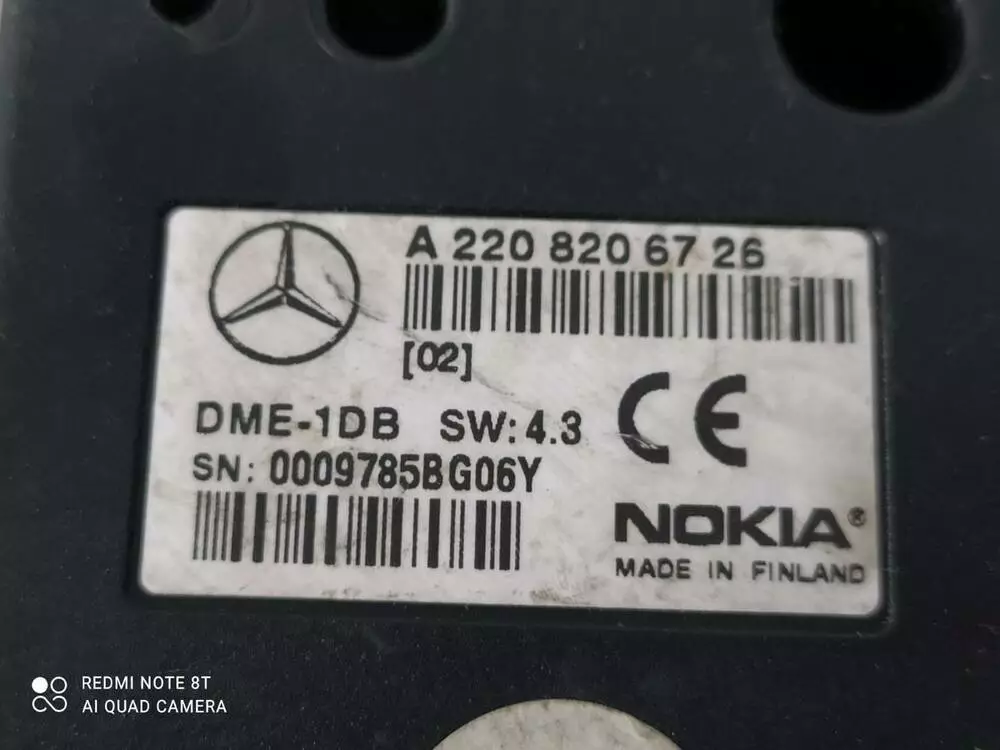 A 220 820 67 26
[02]
DME-1DB SW: 4.3
SN: 0009785BG06Y
CE
NOKIA®
MADE IN FINLAND
REDMI NOTE 8T
AI QUAD CAMERA